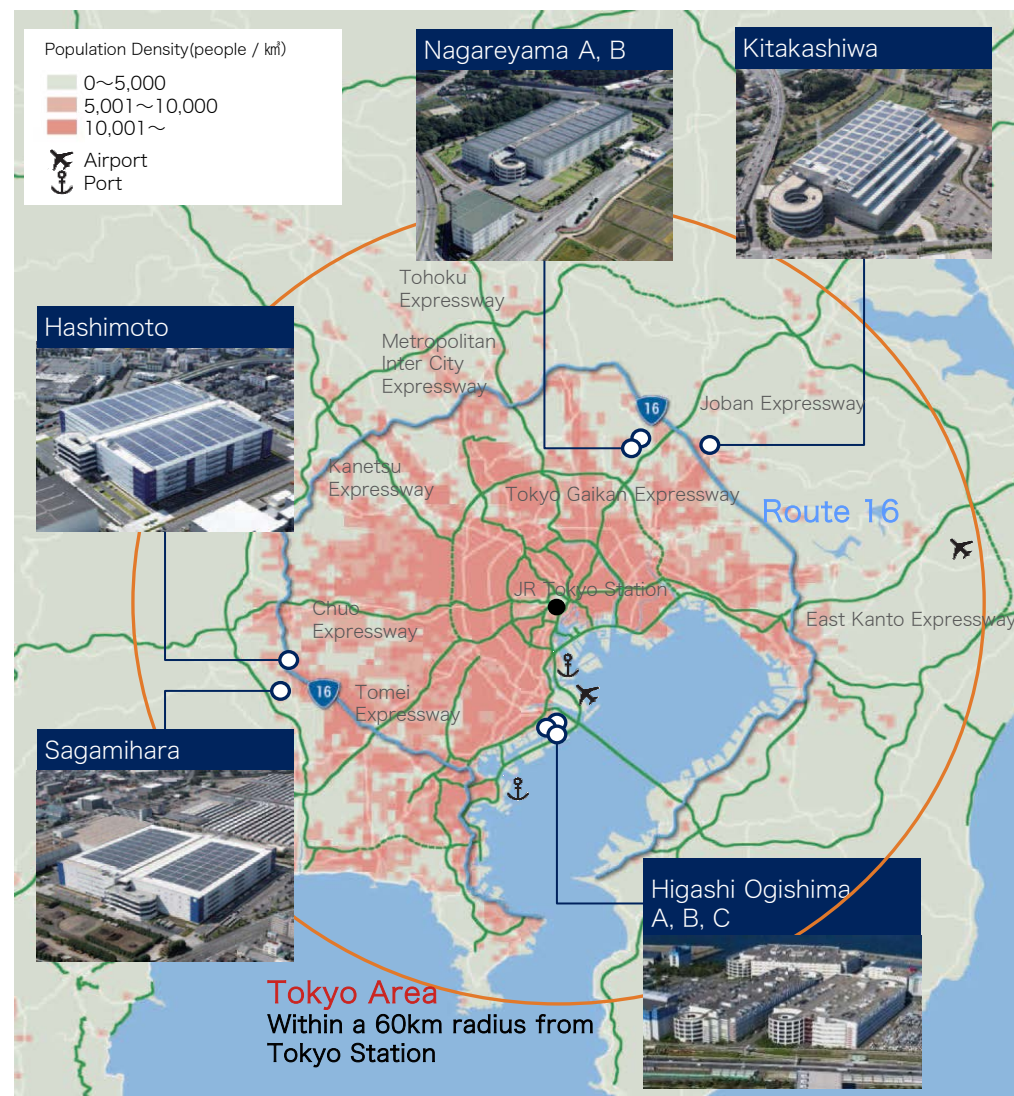 Population Density(people / ㎢)
0～5,000
5,001～10,000
10,001～
Airport
Port
Nagareyama A, B
Kitakashiwa
Tohoku
Expressway
Hashimoto
Metropolitan
Inter City
Expressway
16
Joban Expressway
Kanetsu
Expressway
Tokyo Gaikan Expressway
Route 16
JR Tokyo Station
Chuo
Expressway
East Kanto Expressway
16
Tomei
Expressway
Sagamihara
Higashi Ogishima
A, B, C
Tokyo Area
Within a 60km radius from
Tokyo Station